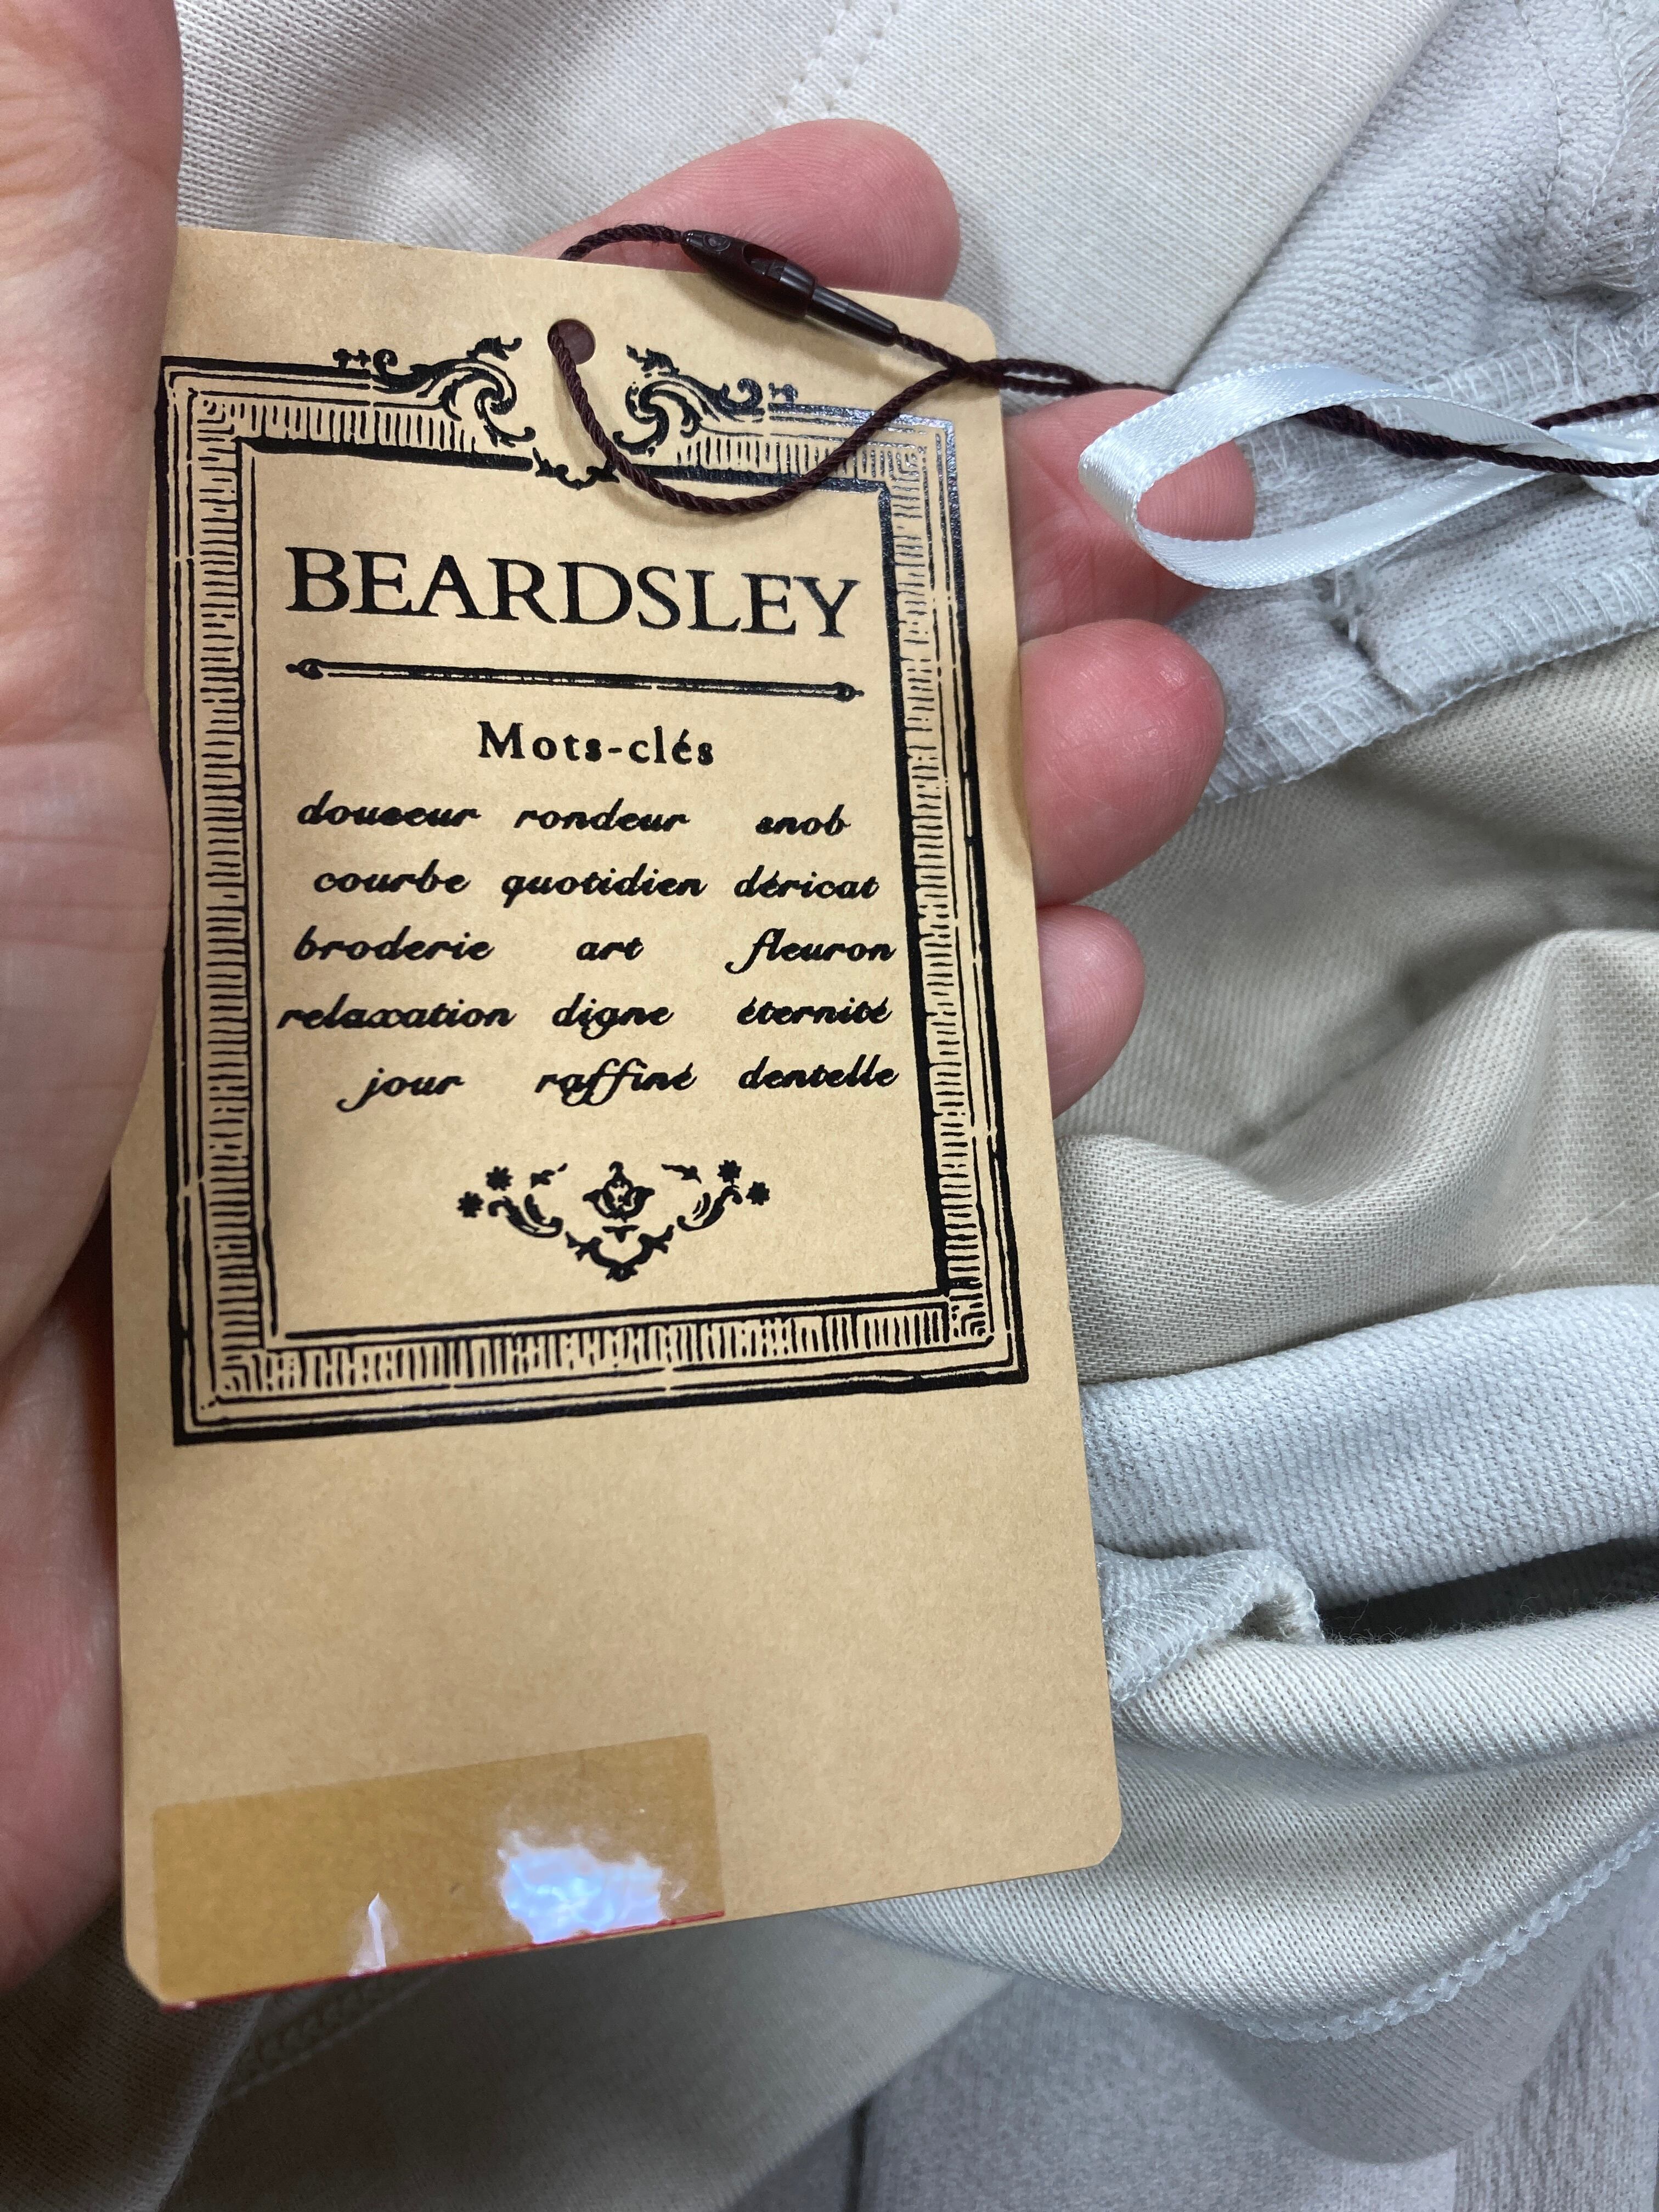 BEARDSLEY
Mots-clés
douceur rondeur snob
courbe quotidien déricat
broderie art fleuron
relaxation digne éternité
jour raffiné dentelle